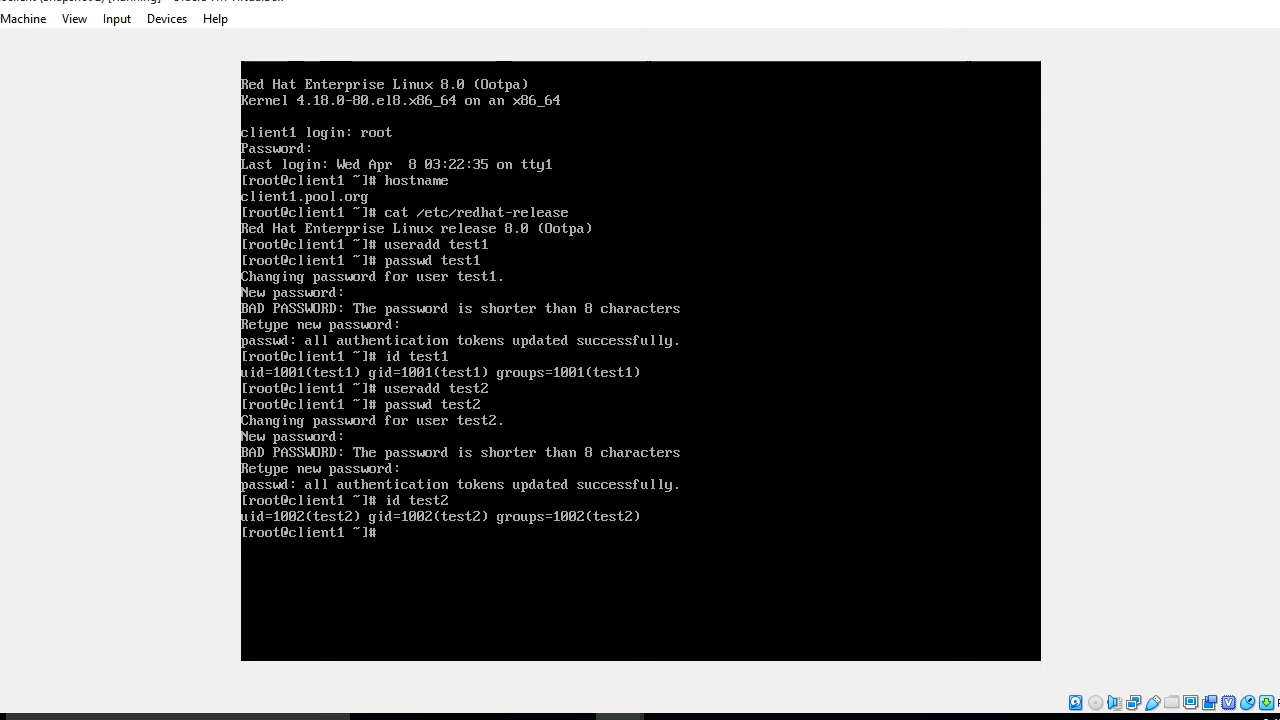 Machine View Input Devices Help
Red Hat Enterprise Linux 8.0 (Ootpa)
Kernel 4.18.0-80.el8.x86_64 on an x86_64
client1 login: root
Password:
Last login: Wed Apr  8 03:22:35 on tty1
[root@client1 ~]# hostname
client1.pool.org
[root@client1 ~]# cat /etc/redhat-release
Red Hat Enterprise Linux release 8.0 (Ootpa)
[root@client1 ~]# useradd test1
[root@client1 ~]# passwd test1
Changing password for user test1.
New password:
BAD PASSWORD: The password is shorter than 8 characters
Retype new password:
passwd: all authentication tokens updated successfully.
[root@client1 ~]# id test1
uid=1001(test1) gid=1001(test1) groups=1001(test1)
[root@client1 ~]# useradd test2
[root@client1 ~]# passwd test2
Changing password for user test2.
New password:
BAD PASSWORD: The password is shorter than 8 characters
Retype new password:
passwd: all authentication tokens updated successfully.
[root@client1 ~]# id test2
uid=1002(test2) gid=1002(test2) groups=1002(test2)
[root@client1 ~]#